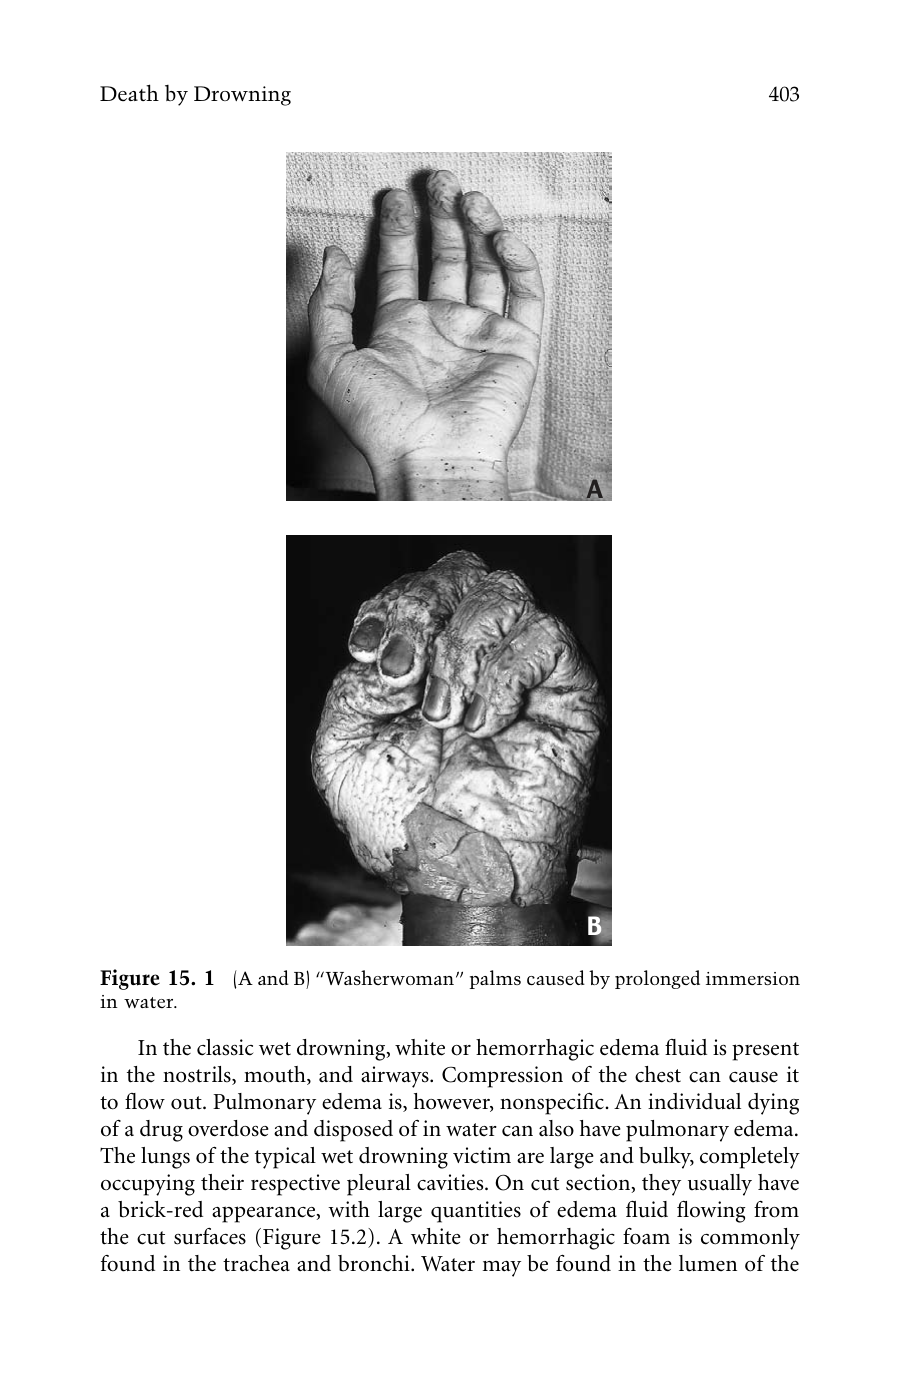 Death by Drowning 403
A
B
Figure 15. 1 (A and B) “Washerwoman” palms caused by prolonged immersion
in water.
In the classic wet drowning, white or hemorrhagic edema fluid is present
in the nostrils, mouth, and airways. Compression of the chest can cause it
to flow out. Pulmonary edema is, however, nonspecific. An individual dying
of a drug overdose and disposed of in water can also have pulmonary edema.
The lungs of the typical wet drowning victim are large and bulky, completely
occupying their respective pleural cavities. On cut section, they usually have
a brick-red appearance, with large quantities of edema fluid flowing from
the cut surfaces (Figure 15.2). A white or hemorrhagic foam is commonly
found in the trachea and bronchi. Water may be found in the lumen of the